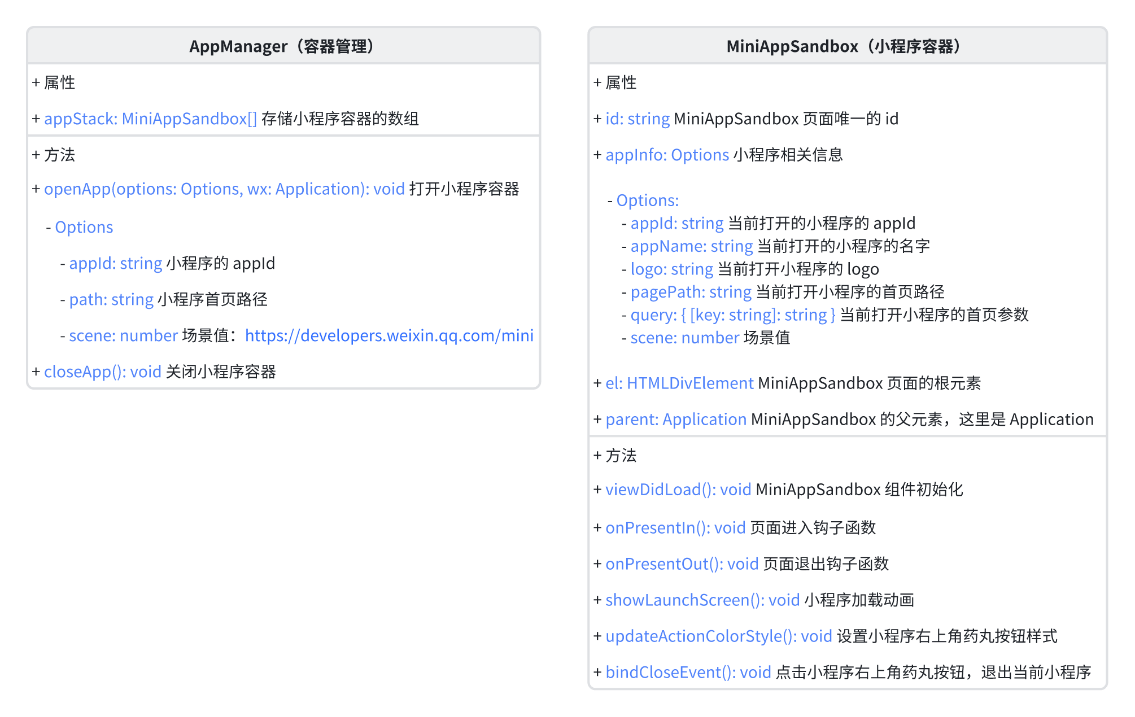 AppManager（容器管理）
+ 属性
+ appStack: MiniAppSandbox[] 存储小程序容器的数组
+ 方法
+ openApp(options: Options, wx: Application): void 打开小程序容器
- Options
- appId: string 小程序的 appId
- path: string 小程序首页路径
- scene: number 场景值：https://developers.weixin.qq.com/mini
+ closeApp(): void 关闭小程序容器
MiniAppSandbox（小程序容器）
+ 属性
+ id: string MiniAppSandbox 页面唯一的 id
+ appInfo: Options 小程序相关信息
- Options:
- appId: string 当前打开的小程序的 appId
- appName: string 当前打开的小程序的名字
- logo: string 当前打开小程序的 logo
- pagePath: string 当前打开小程序的首页路径
- query: { [key: string]: string } 当前打开小程序的首页参数
- scene: number 场景值
+ el: HTMLDivElement MiniAppSandbox 页面的根元素
+ parent: Application MiniAppSandbox 的父元素，这里是 Application
+ 方法
+ viewDidLoad(): void MiniAppSandbox 组件初始化
+ onPresentIn(): void 页面进入钩子函数
+ onPresentOut(): void 页面退出钩子函数
+ showLaunchScreen(): void 小程序加载动画
+ updateActionColorStyle(): void 设置小程序右上角药丸按钮样式
+ bindCloseEvent(): void 点击小程序右上角药丸按钮，退出当前小程序